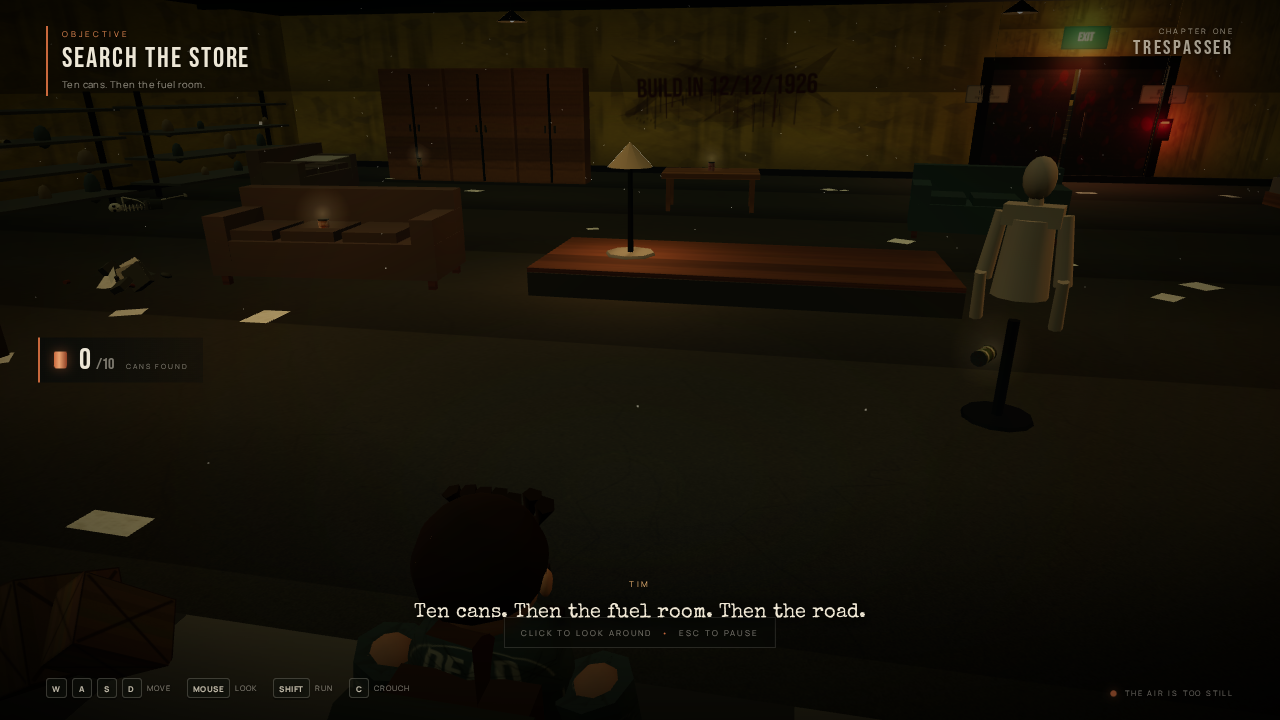 OBJECTIVE
SEARCH THE STORE
Ten cans. Then the fuel room.
CHAPTER ONE
TRESPASSER
EXIT
BUILD IN 12/12/1926
0 /10 CANS FOUND
TIM
Ten cans. Then the fuel room. Then the road.
CLICK TO LOOK AROUND • ESC TO PAUSE
W A S D MOVE MOUSE LOOK SHIFT RUN C CROUCH
THE AIR IS TOO STILL